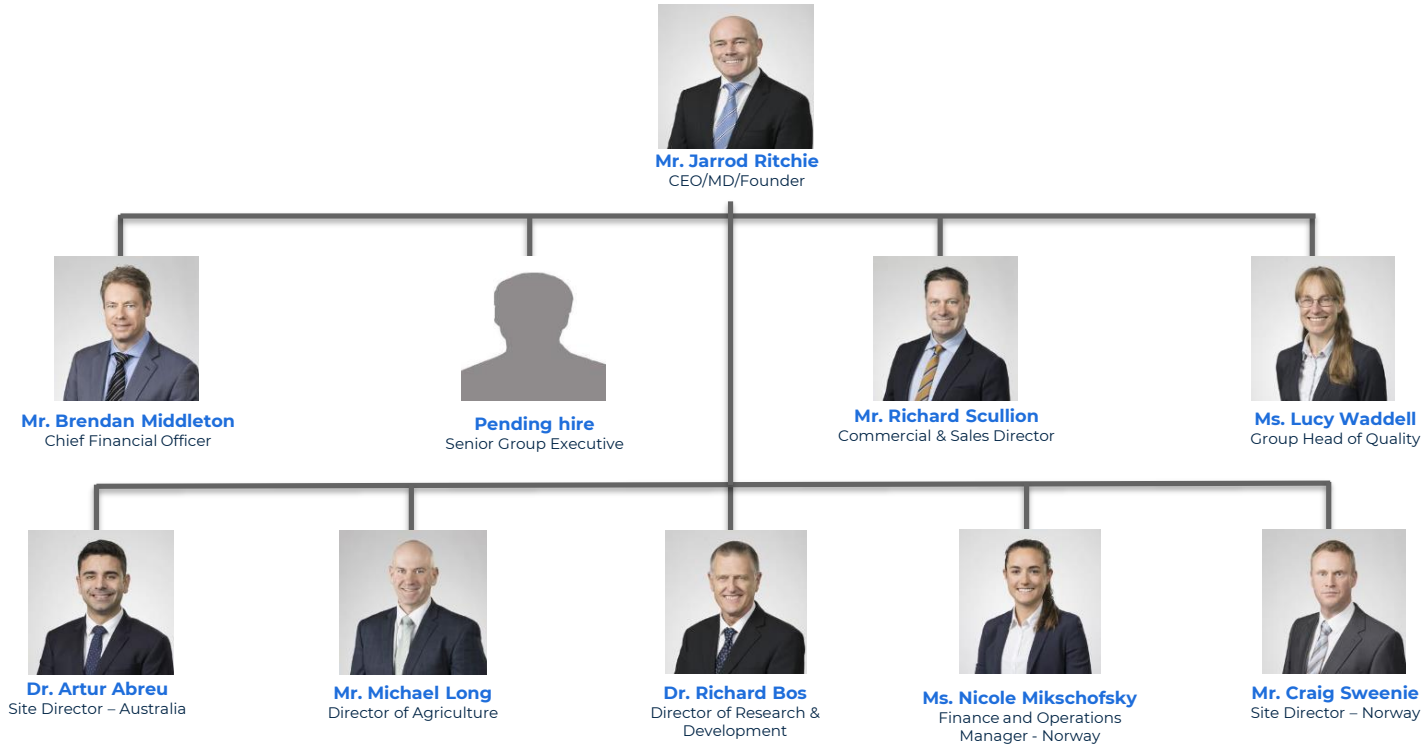 Mr. Jarrod Ritchie
CEO/MD/Founder
Mr. Brendan Middleton
Chief Financial Officer
Pending hire
Senior Group Executive
Mr. Richard Scullion
Commercial & Sales Director
Ms. Lucy Waddell
Group Head of Quality
Dr. Artur Abreu
Site Director – Australia
Mr. Michael Long
Director of Agriculture
Dr. Richard Bos
Director of Research &
Development
Ms. Nicole Mikschofsky
Finance and Operations
Manager - Norway
Mr. Craig Sweenie
Site Director – Norway